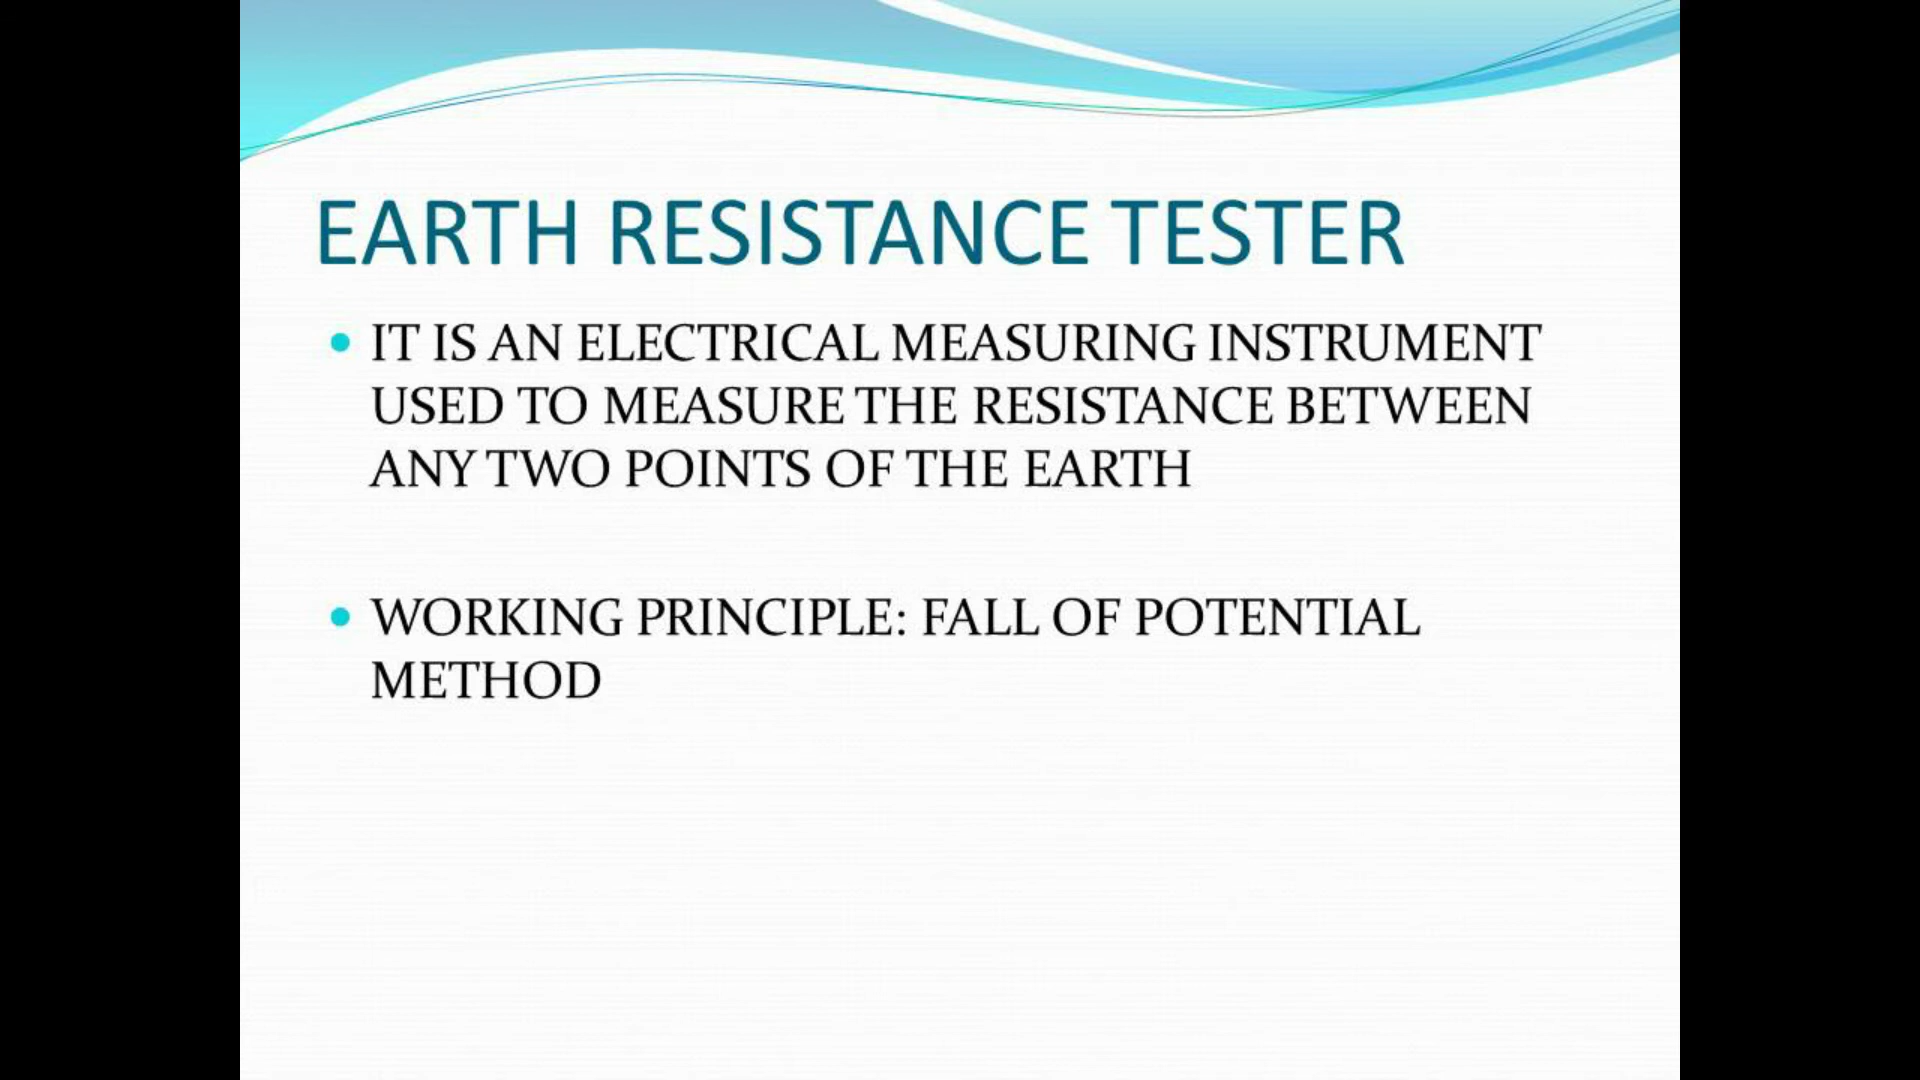 EARTH RESISTANCE TESTER
• IT IS AN ELECTRICAL MEASURING INSTRUMENT
USED TO MEASURE THE RESISTANCE BETWEEN
ANY TWO POINTS OF THE EARTH
• WORKING PRINCIPLE: FALL OF POTENTIAL
METHOD